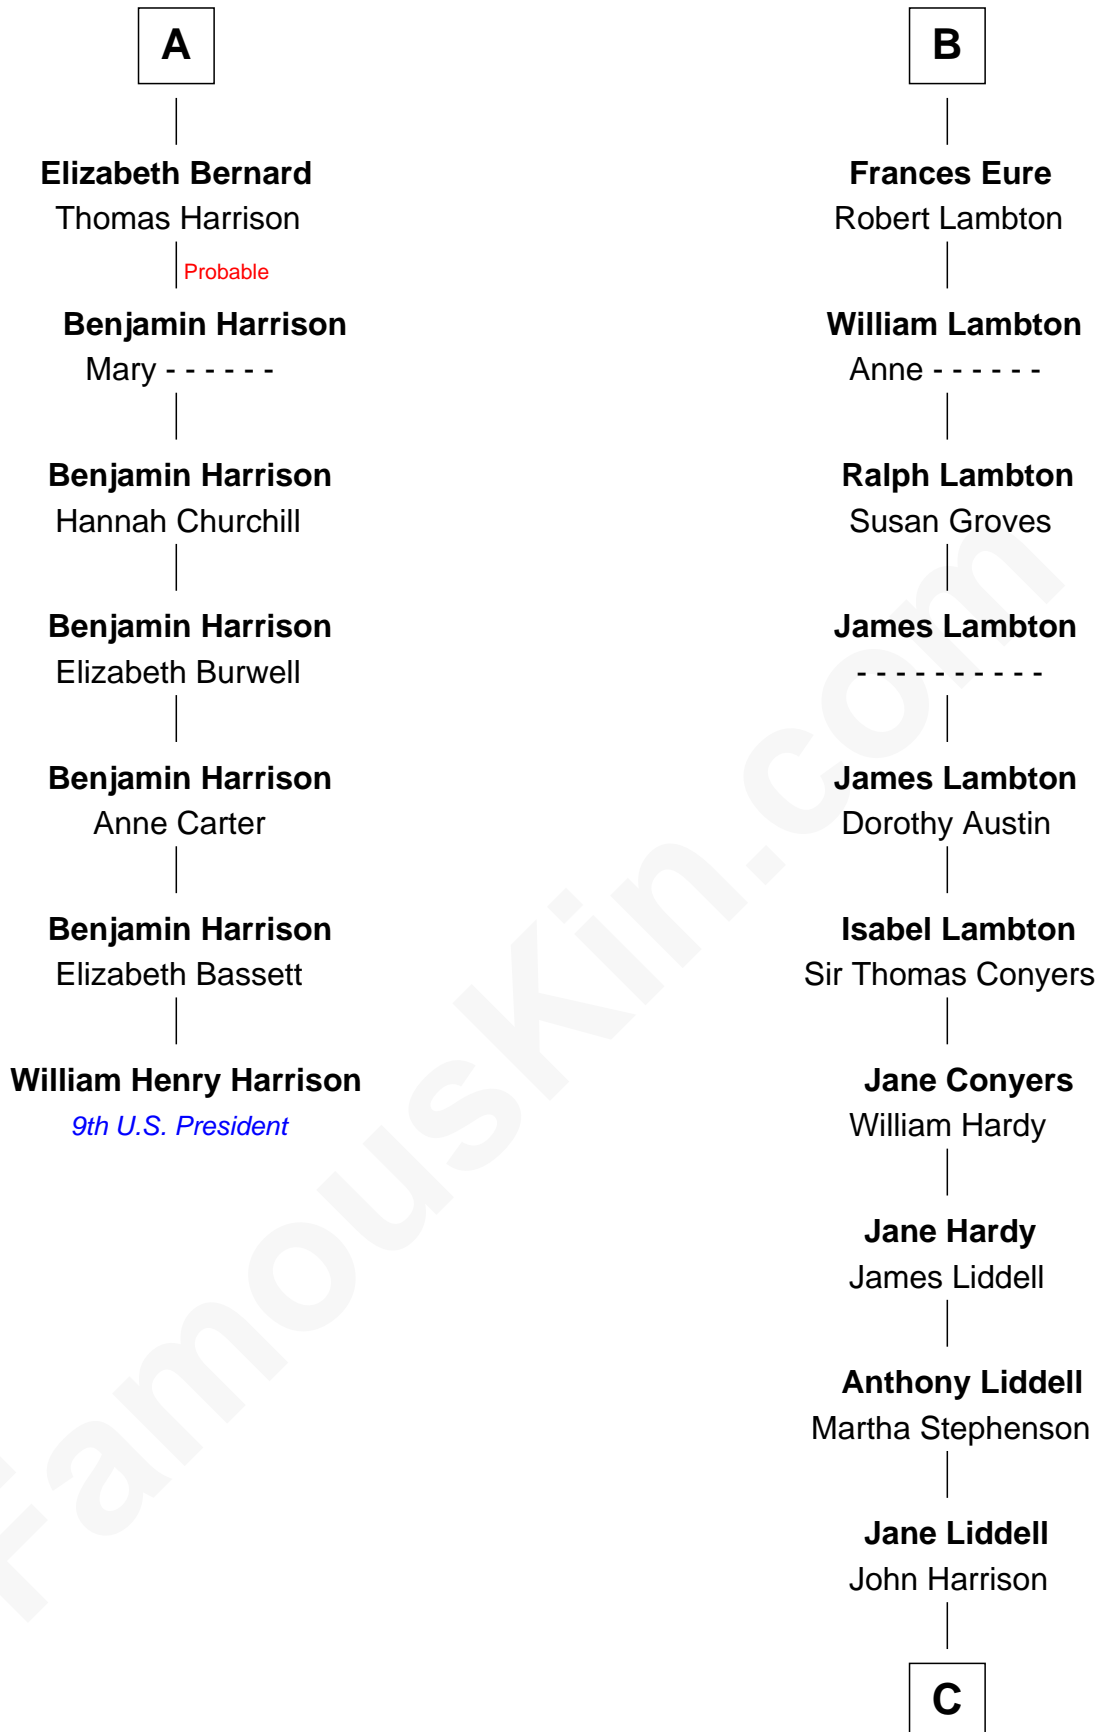 A
Elizabeth Bernard
Thomas Harrison
Probable
Benjamin Harrison
Mary - - - - - -
Benjamin Harrison
Hannah Churchill
Benjamin Harrison
Elizabeth Burwell
Benjamin Harrison
Anne Carter
Benjamin Harrison
Elizabeth Bassett
William Henry Harrison
9th U.S. President
B
Frances Eure
Robert Lambton
William Lambton
Anne - - - - - -
Ralph Lambton
Susan Groves
James Lambton
- - - - - - - - - -
James Lambton
Dorothy Austin
Isabel Lambton
Sir Thomas Conyers
Jane Conyers
William Hardy
Jane Hardy
James Liddell
Anthony Liddell
Martha Stephenson
Jane Liddell
John Harrison
C
FamousKin.com